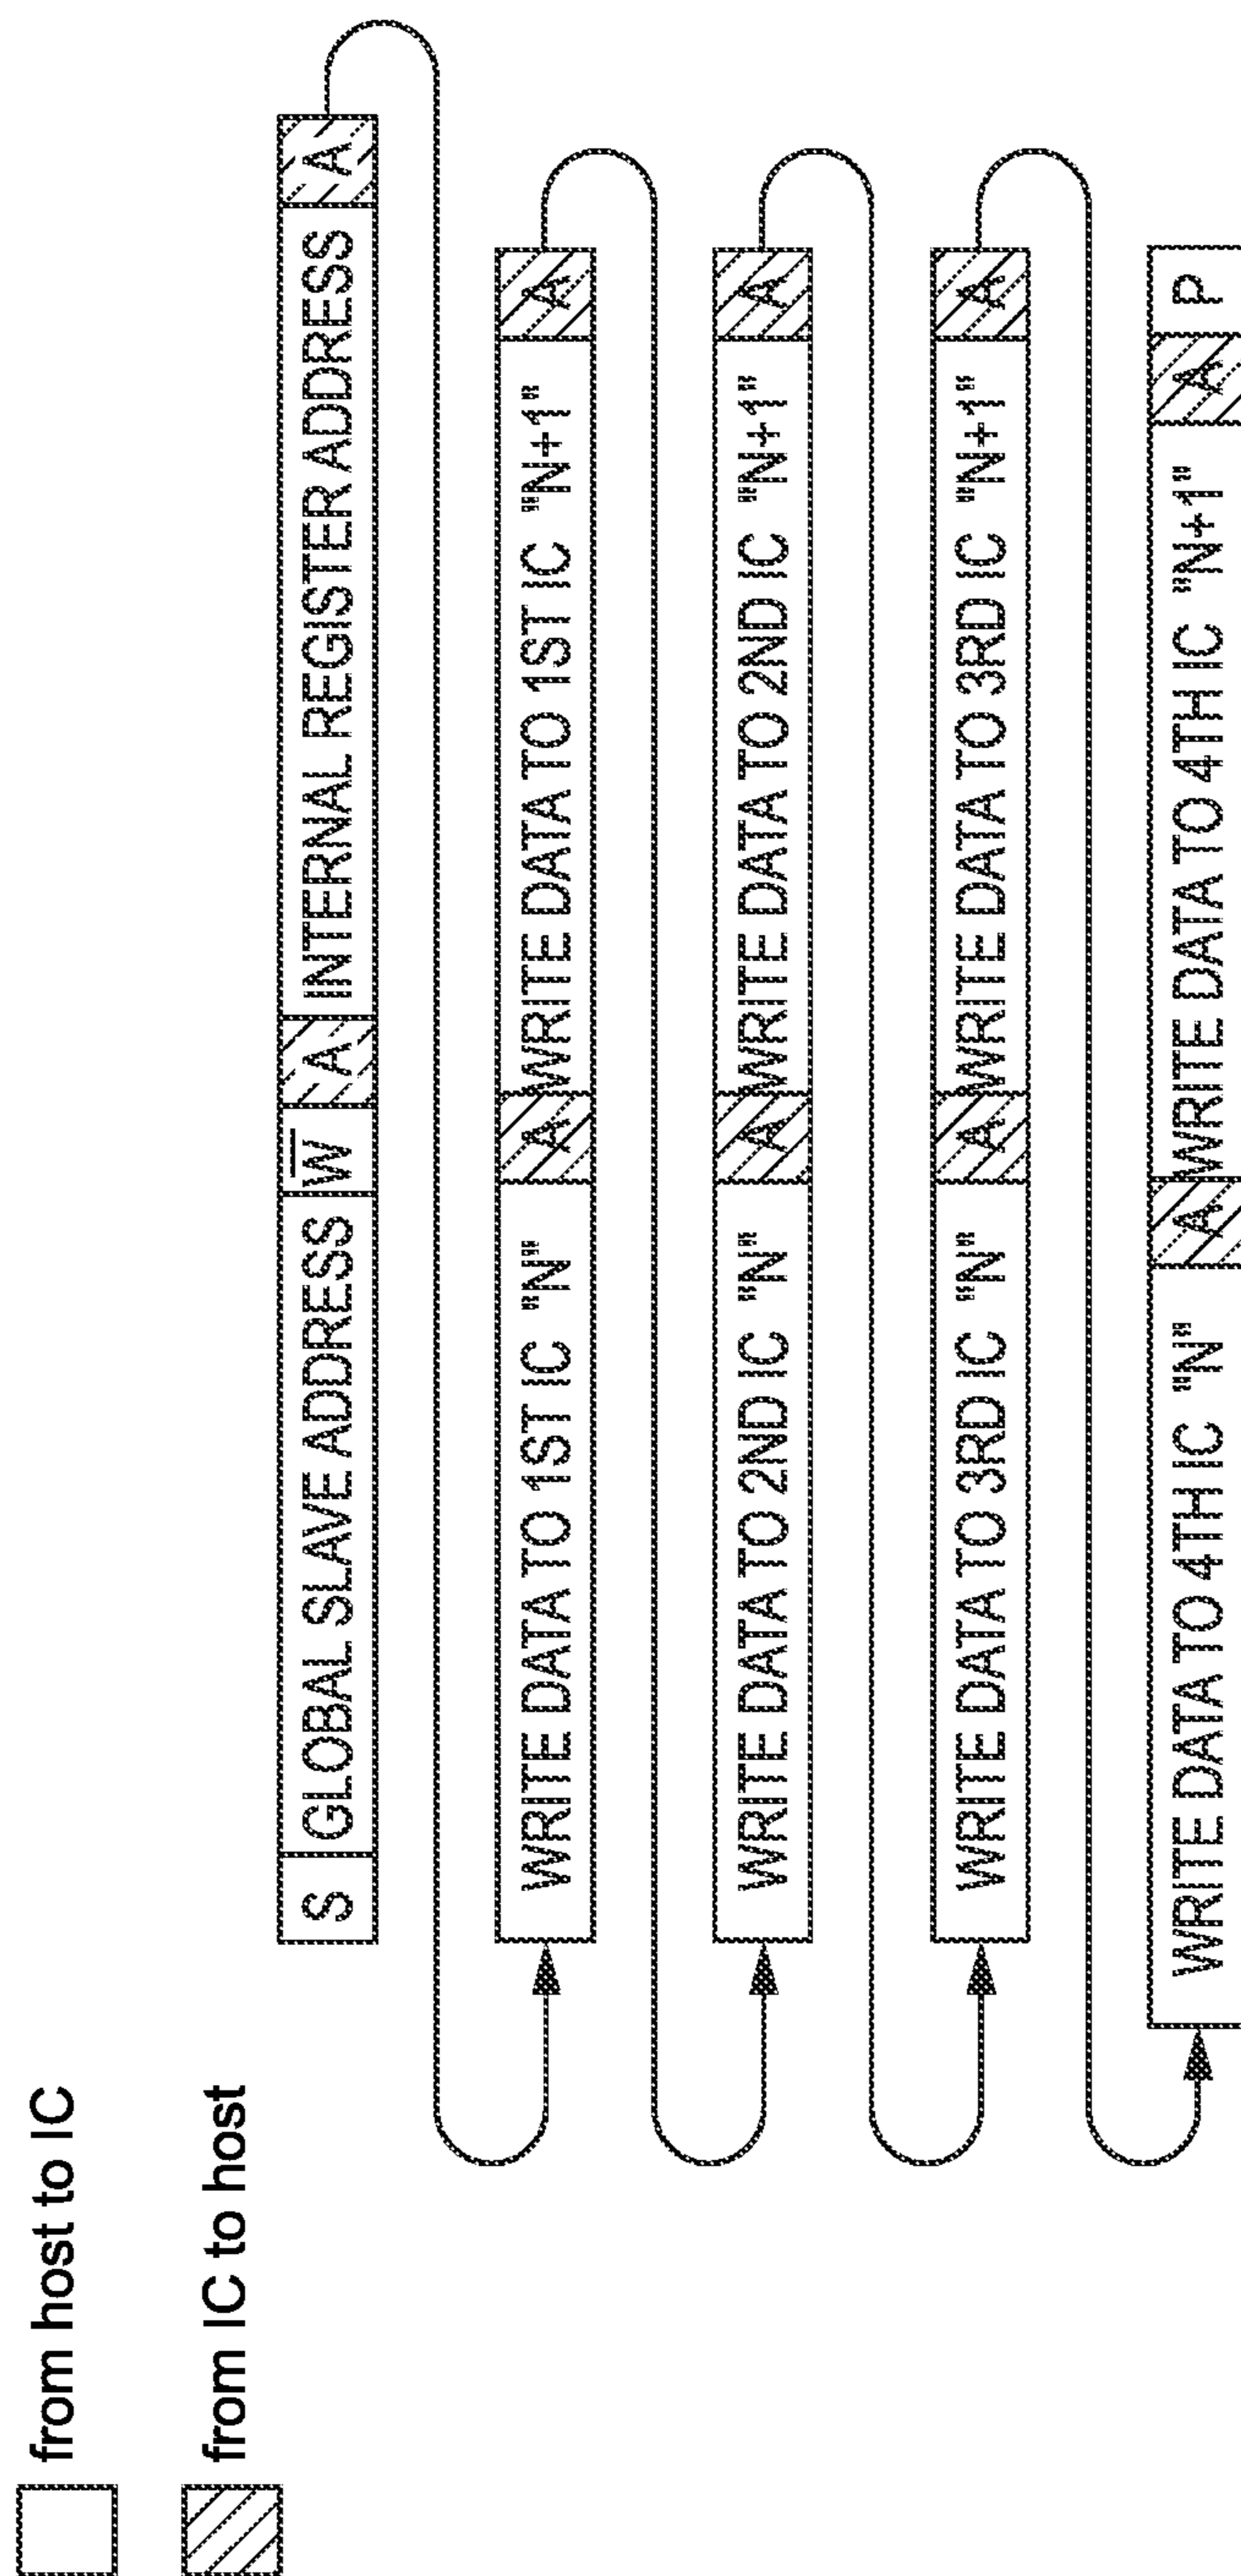 from host to IC
from IC to host
S GLOBAL SLAVE ADDRESS W̅ A INTERNAL REGISTER ADDRESS A
WRITE DATA TO 1ST IC "N" A WRITE DATA TO 1ST IC "N+1" A
WRITE DATA TO 2ND IC "N" A WRITE DATA TO 2ND IC "N+1" A
WRITE DATA TO 3RD IC "N" A WRITE DATA TO 3RD IC "N+1" A
WRITE DATA TO 4TH IC "N" A WRITE DATA TO 4TH IC "N+1" A P